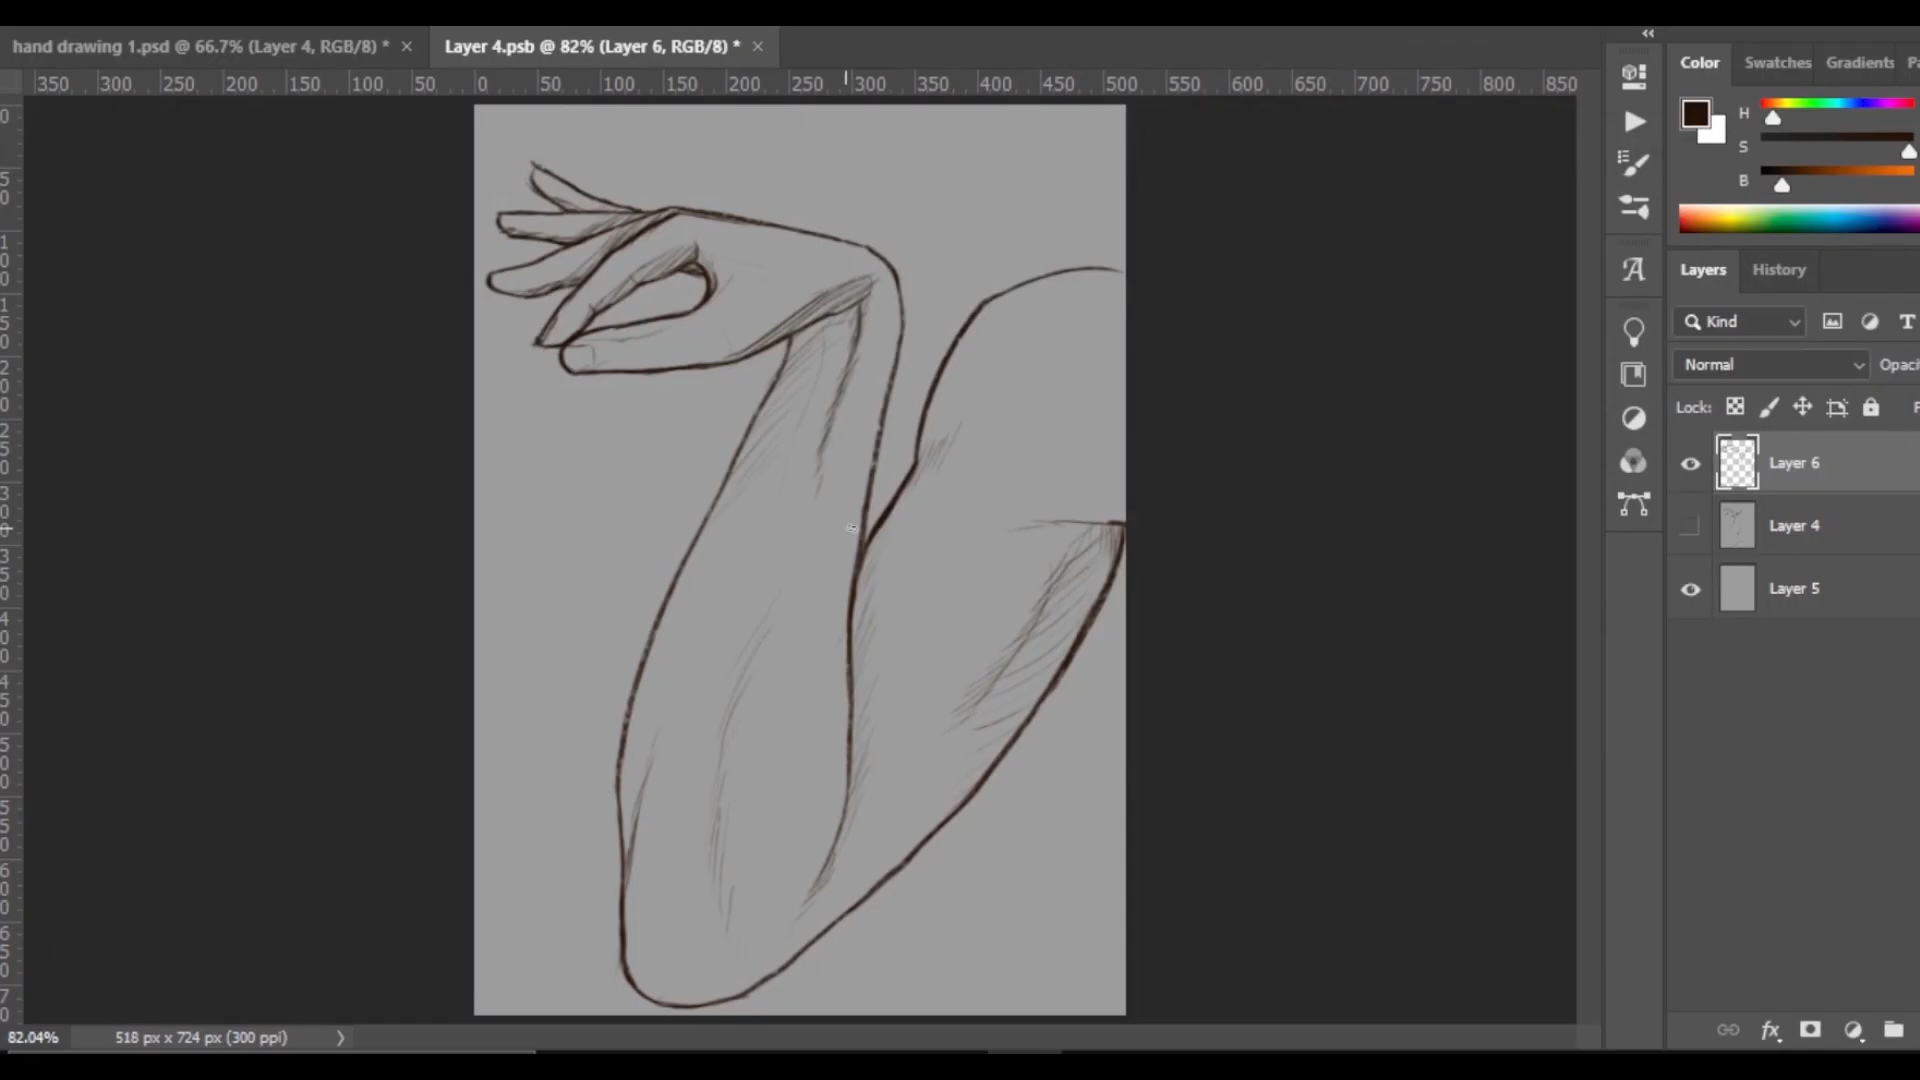 hand drawing 1.psd @ 66.7% (Layer 4, RGB/8) *
Layer 4.psb @ 82% (Layer 6, RGB/8) *
350 300 250 200 150 100 50 0 50 100 150 200 250 300 350 400 450 500 550 600 650 700 750 800 850
Color Swatches Gradients Pa
H
S
B
Layers History
Kind
Normal Opaci
Lock:
Layer 6
Layer 4
Layer 5
fx
82.04% 518 px x 724 px (300 ppi)